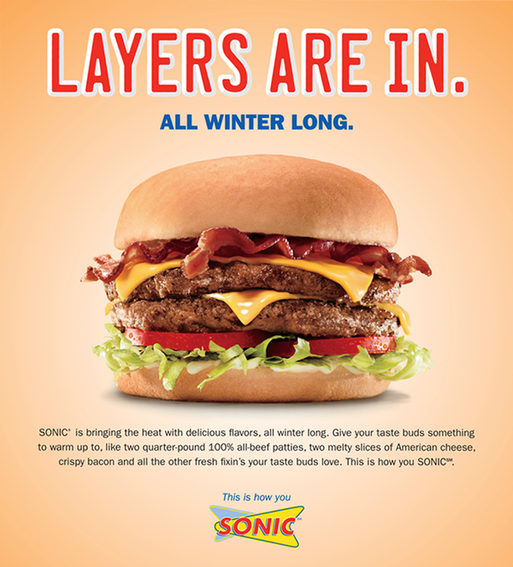 LAYERS ARE IN.
ALL WINTER LONG.
SONIC® is bringing the heat with delicious flavors, all winter long. Give your taste buds something
to warm up to, like two quarter-pound 100% all-beef patties, two melty slices of American cheese,
crispy bacon and all the other fresh fixin's your taste buds love. This is how you SONIC℠.
This is how you
SONIC